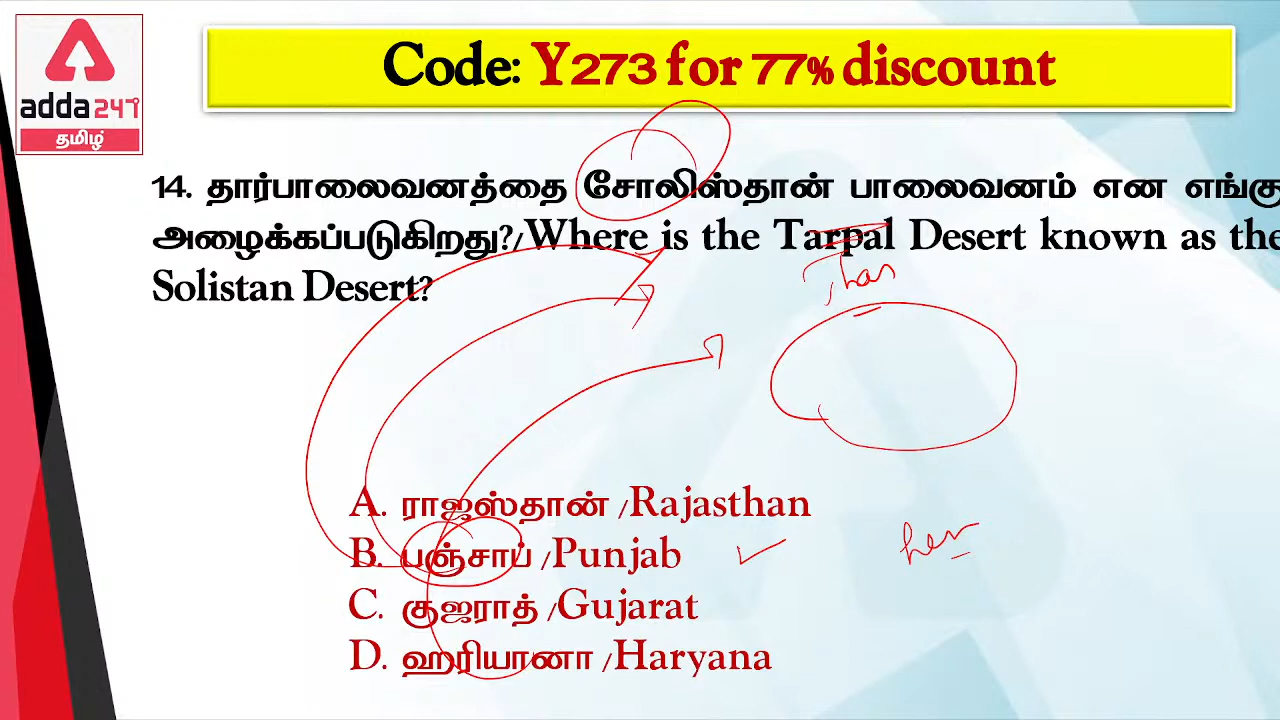 Code: Y273 for 77% discount
adda247
தமிழ்
14. தார்பாலைவனத்தை சோலிஸ்தான் பாலைவனம் என எங்கு
அழைக்கப்படுகிறது?/Where is the Tarpal Desert known as the
Solistan Desert?
Thar
A. ராஜஸ்தான் /Rajasthan
B. பஞ்சாப் /Punjab
C. குஜராத் /Gujarat
D. ஹரியானா /Haryana